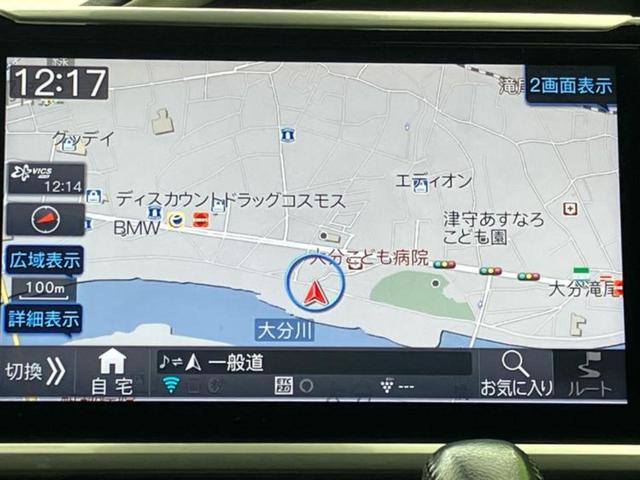 12:17
滝尾
2画面表示
グッデイ
VICS
12:14
エディオン
ディスカウントドラッグコスモス
BMW
津守あすなろ
こども園
広域表示
大分こども病院
100m
大分滝尾
詳細表示
大分川
切換
自宅
一般道
ETC
2.0
---
お気に入り
ルート